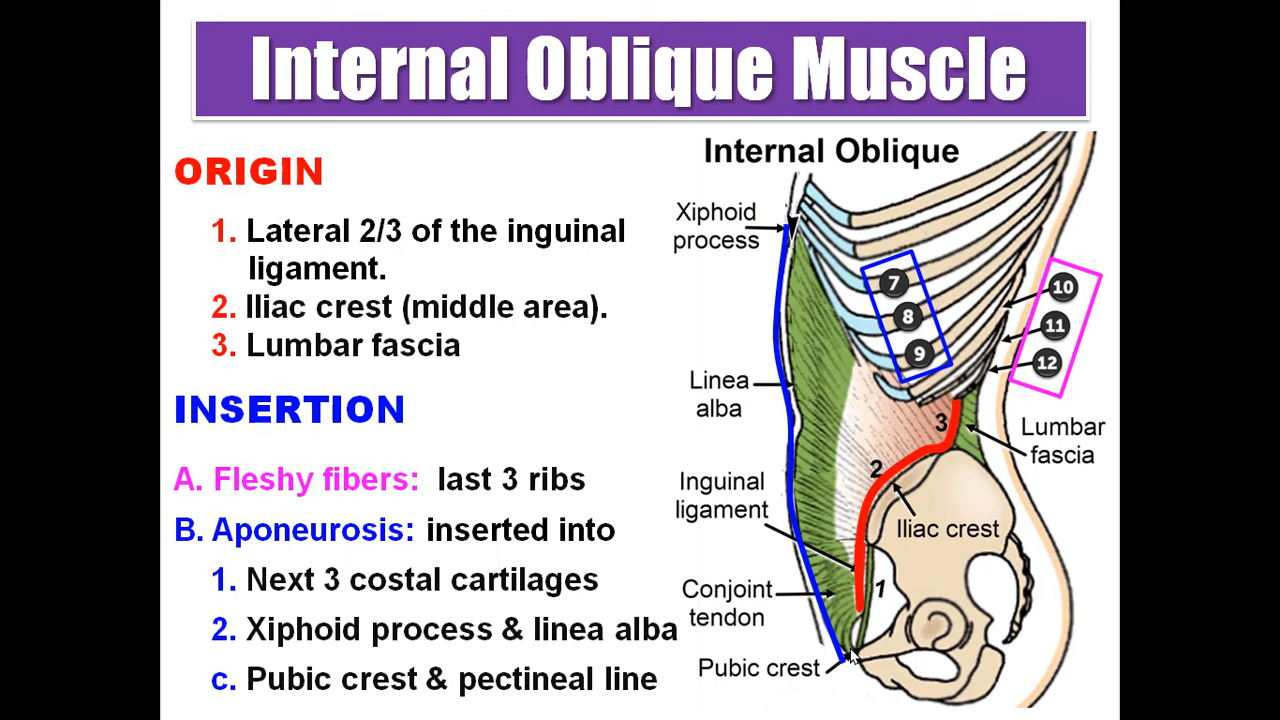 Internal Oblique Muscle
ORIGIN
1. Lateral 2/3 of the inguinal
ligament.
2. Iliac crest (middle area).
3. Lumbar fascia
INSERTION
A. Fleshy fibers: last 3 ribs
B. Aponeurosis: inserted into
1. Next 3 costal cartilages
2. Xiphoid process & linea alba
c. Pubic crest & pectineal line
Internal Oblique
Xiphoid
process
7
8
9
10
11
12
Linea
alba
3
Lumbar
fascia
2
Inguinal
ligament
Iliac crest
Conjoint
tendon
1
Pubic crest